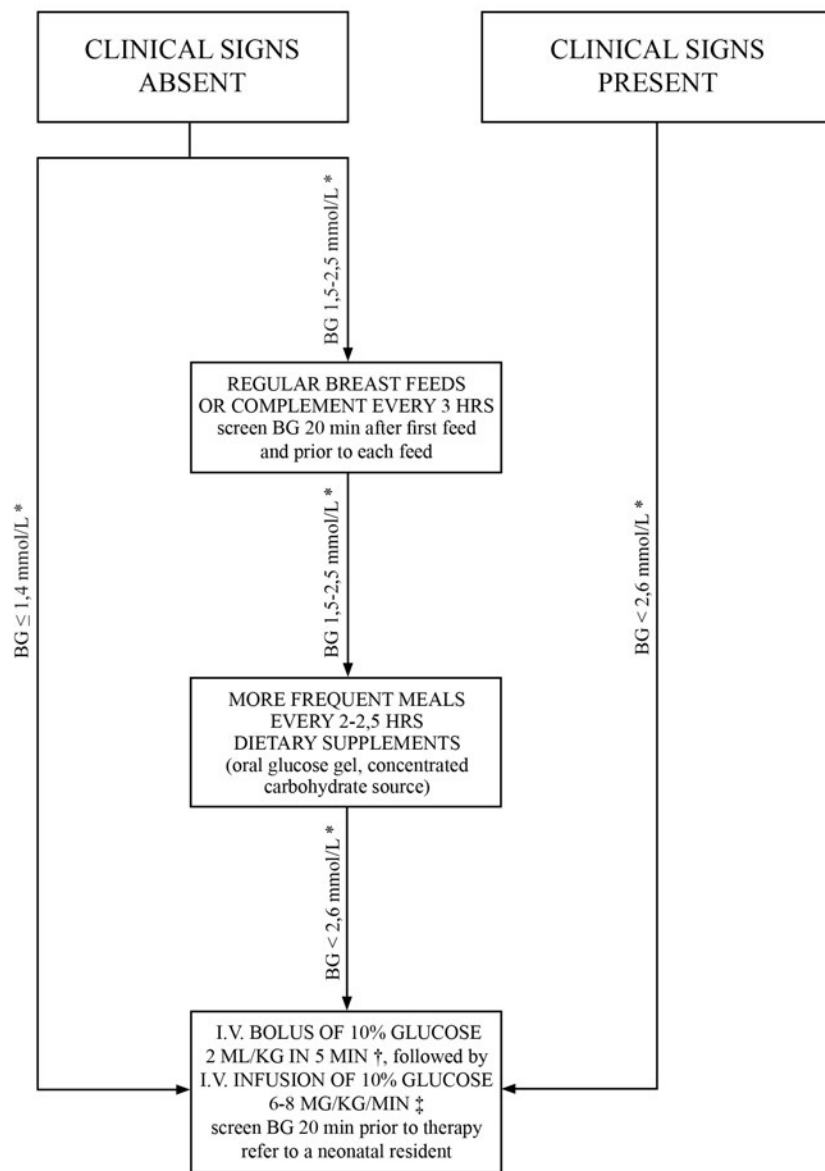 CLINICAL SIGNS
ABSENT
CLINICAL SIGNS
PRESENT
BG 1,5-2,5 mmol/L *
REGULAR BREAST FEEDS
OR COMPLEMENT EVERY 3 HRS
screen BG 20 min after first feed
and prior to each feed
BG ≤ 1,4 mmol/L *
BG 1,5-2,5 mmol/L *
BG < 2,6 mmol/L *
MORE FREQUENT MEALS
EVERY 2-2,5 HRS
DIETARY SUPPLEMENTS
(oral glucose gel, concentrated
carbohydrate source)
BG < 2,6 mmol/L *
I.V. BOLUS OF 10% GLUCOSE
2 ML/KG IN 5 MIN †, followed by
I.V. INFUSION OF 10% GLUCOSE
6-8 MG/KG/MIN ‡
screen BG 20 min prior to therapy
refer to a neonatal resident